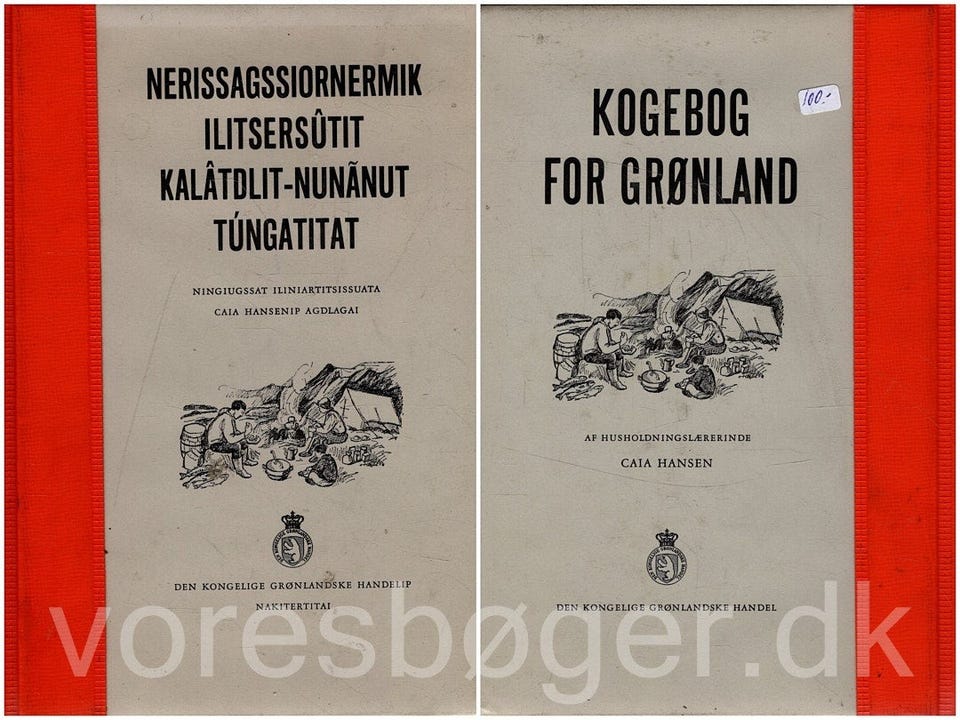 NERISSAGSSIORNERMIK
ILITSERSÛTIT
KALÂTDLIT-NUNÃNUT
TÚNGATITAT
NINGIUGSSAT ILINIARTITSISSUATA
CAIA HANSENIP AGDLAGAI
DEN KONGELIGE GRØNLANDSKE HANDELIP
NAKITERTITAI
KOGEBOG
FOR GRØNLAND
100.-
AF HUSHOLDNINGSLÆRERINDE
CAIA HANSEN
DEN KONGELIGE GRØNLANDSKE HANDEL
voresbøger.dk